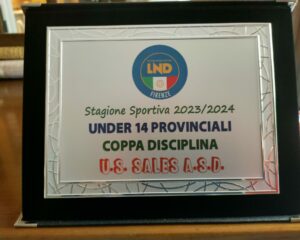 LND
FIRENZE
Stagione Sportiva 2023/2024
UNDER 14 PROVINCIALI
COPPA DISCIPLINA
U.S. SALES A.S.D.